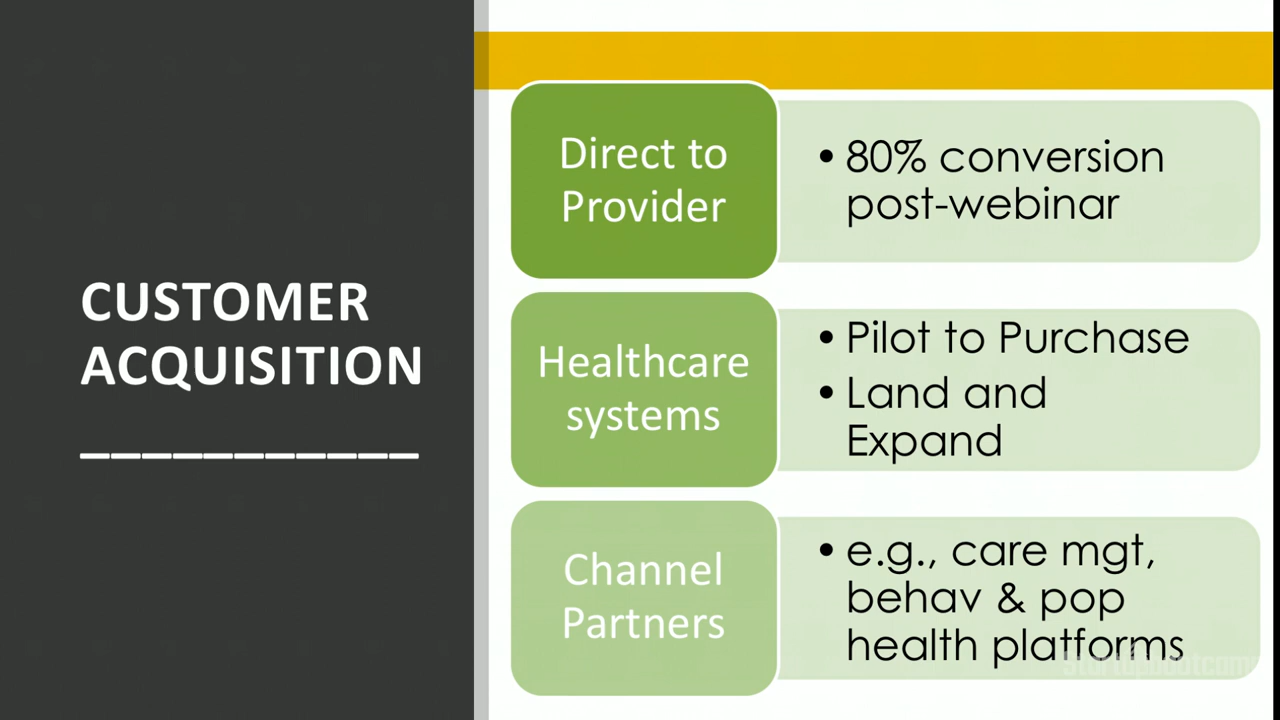 CUSTOMER
ACQUISITION
Direct to
Provider
• 80% conversion
post-webinar
Healthcare
systems
• Pilot to Purchase
• Land and
Expand
Channel
Partners
• e.g., care mgt,
behav & pop
health platforms